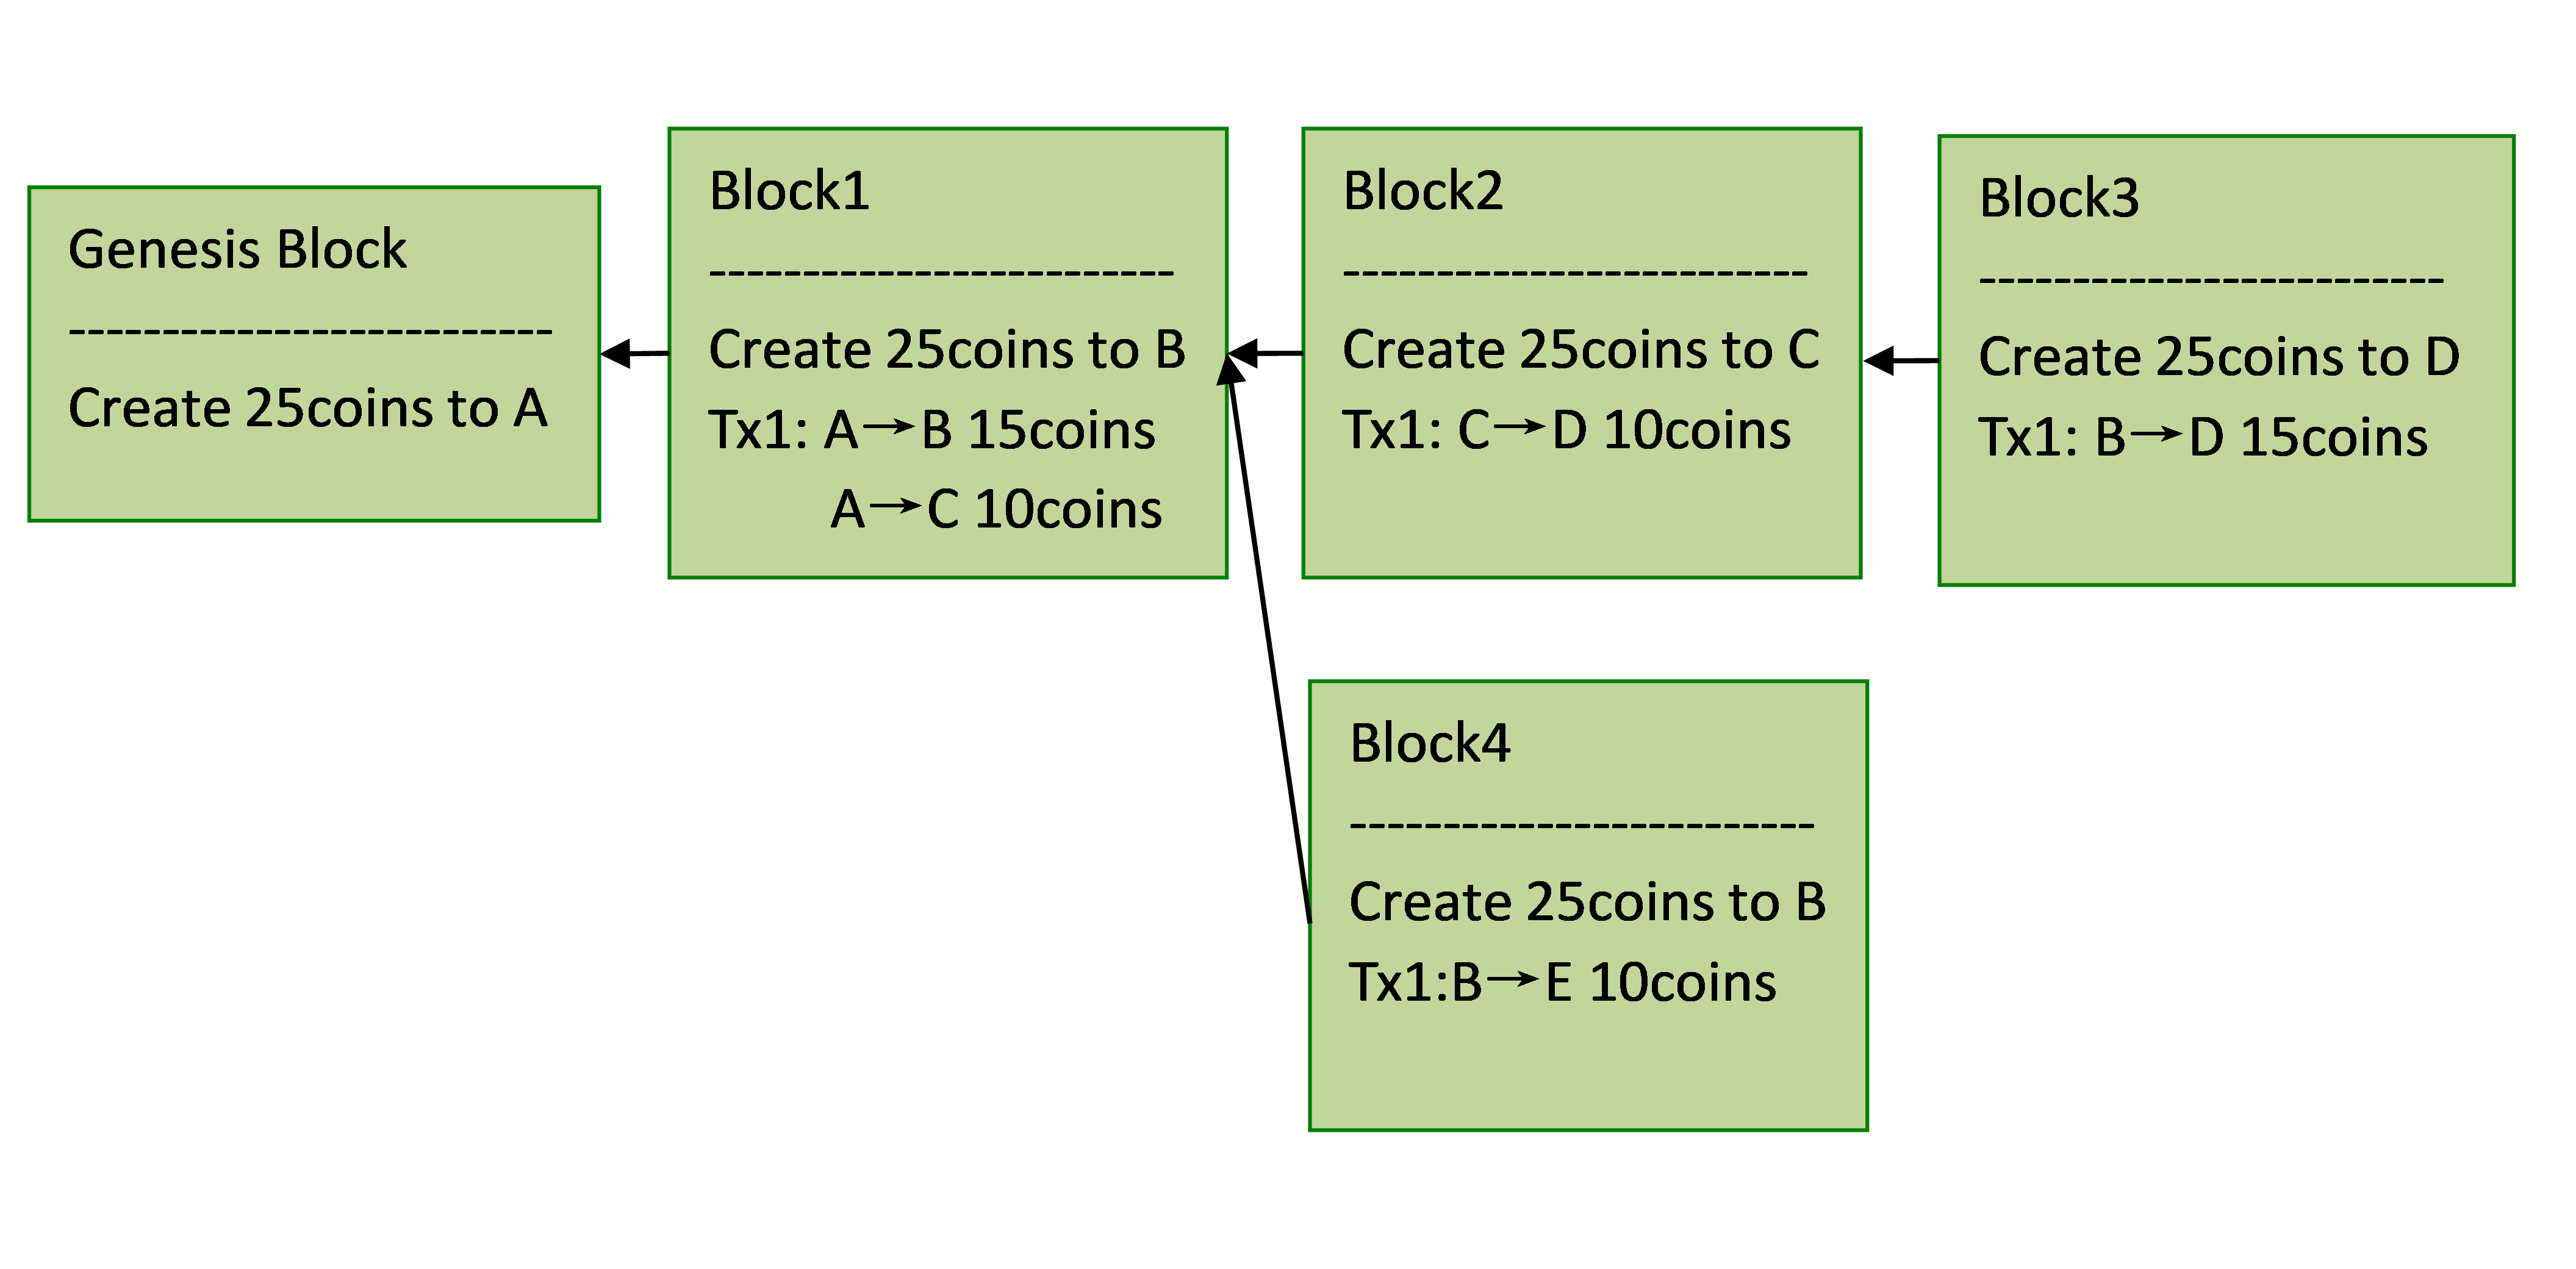 Genesis Block
--------------------------
Create 25coins to A
Block1
-------------------------
Create 25coins to B
Tx1: A→B 15coins
A→C 10coins
Block2
-------------------------
Create 25coins to C
Tx1: C→D 10coins
Block3
-------------------------
Create 25coins to D
Tx1: B→D 15coins
Block4
-------------------------
Create 25coins to B
Tx1:B→E 10coins